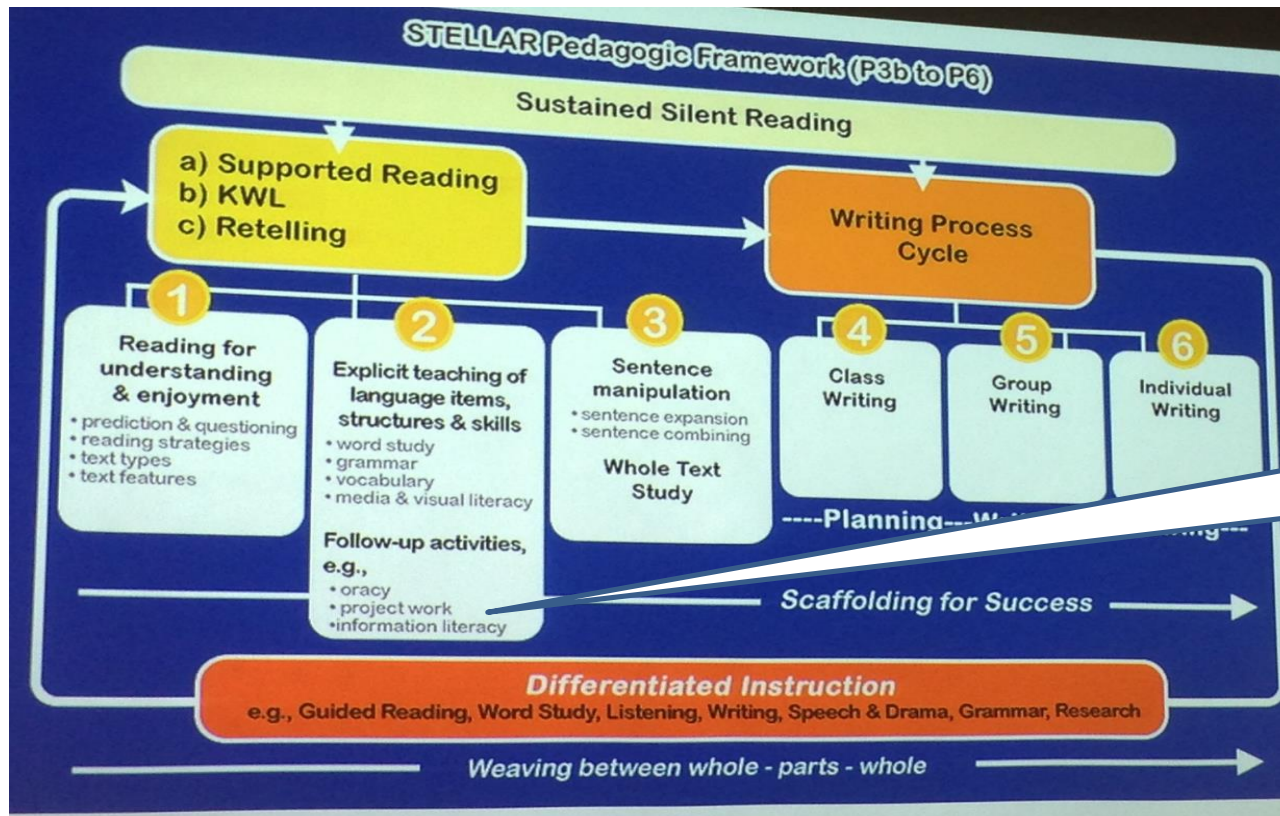 STELLAR Pedagogic Framework (P3b to P6)
Sustained Silent Reading
a) Supported Reading
b) KWL
c) Retelling
Writing Process
Cycle
1
Reading for
understanding
& enjoyment
• prediction & questioning
• reading strategies
• text types
• text features
2
Explicit teaching of
language items,
structures & skills
• word study
• grammar
• vocabulary
• media & visual literacy
Follow-up activities,
e.g.,
• oracy
• project work
•information literacy
3
Sentence
manipulation
• sentence expansion
• sentence combining
Whole Text
Study
4
Class
Writing
5
Group
Writing
6
Individual
Writing
----Planning---
Scaffolding for Success
Differentiated Instruction
e.g., Guided Reading, Word Study, Listening, Writing, Speech & Drama, Grammar, Research
Weaving between whole - parts - whole